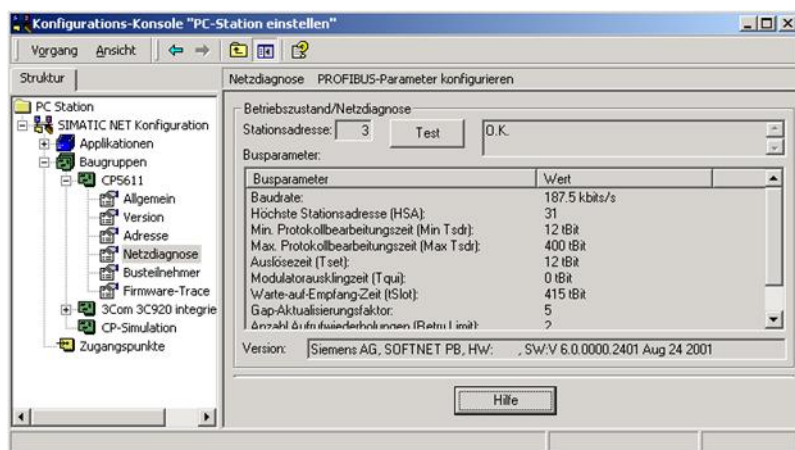 Konfigurations-Konsole "PC-Station einstellen"
Vorgang Ansicht
Struktur
Netzdiagnose PROFIBUS-Parameter konfigurieren
PC Station
SIMATIC NET Konfiguration
Applikationen
Baugruppen
CP5611
Allgemein
Version
Adresse
Netzdiagnose
Busteilnehmer
Firmware-Trace
3Com 3C920 integrie
CP-Simulation
Zugangspunkte
Betriebszustand/Netzdiagnose
Stationsadresse: 3 Test O.K.
Busparameter:
Busparameter Wert
Baudrate: 187.5 kbits/s
Höchste Stationsadresse (HSA): 31
Min. Protokollbearbeitungszeit (Min Tsdr): 12 tBit
Max. Protokollbearbeitungszeit (Max Tsdr): 400 tBit
Auslösezeit (Tset): 12 tBit
Modulatorausklingzeit (Tqui): 0 tBit
Warte-auf-Empfang-Zeit (tSlot): 415 tBit
Gap-Aktualisierungsfaktor: 5
Anzahl Aufrufwiederholungen (Retry Limit): 2
Version: Siemens AG, SOFTNET PB, HW: , SW:V 6.0.0000.2401 Aug 24 2001
Hilfe